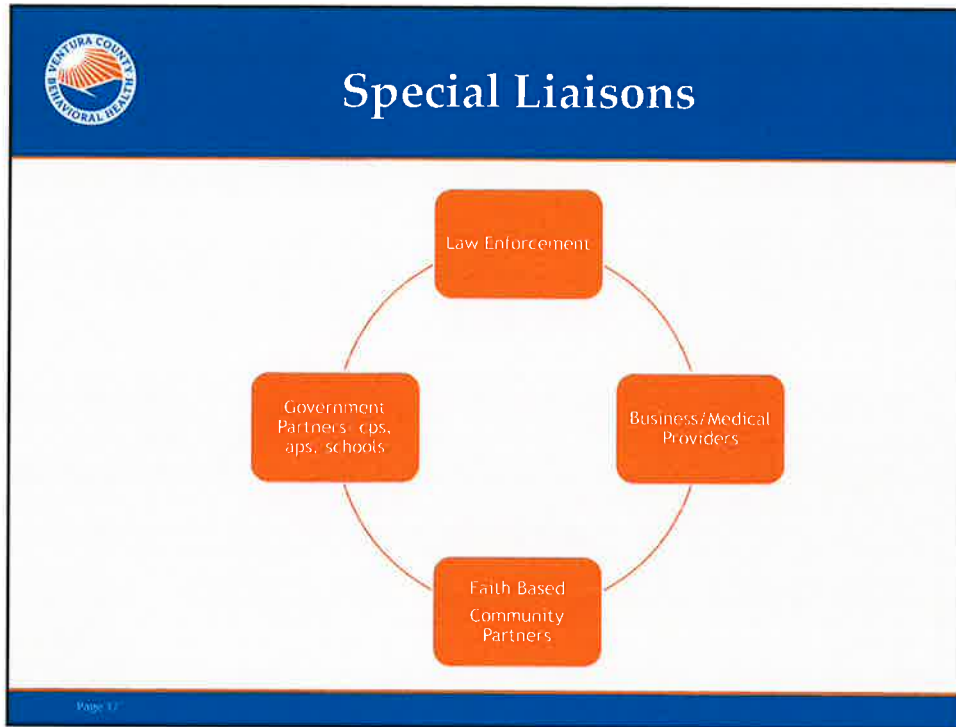 VENTURA COUNTY
BEHAVIORAL HEALTH
Special Liaisons
Law Enforcement
Business/Medical
Providers
Faith Based
Community
Partners
Government
Partners- cps,
aps, schools
Page